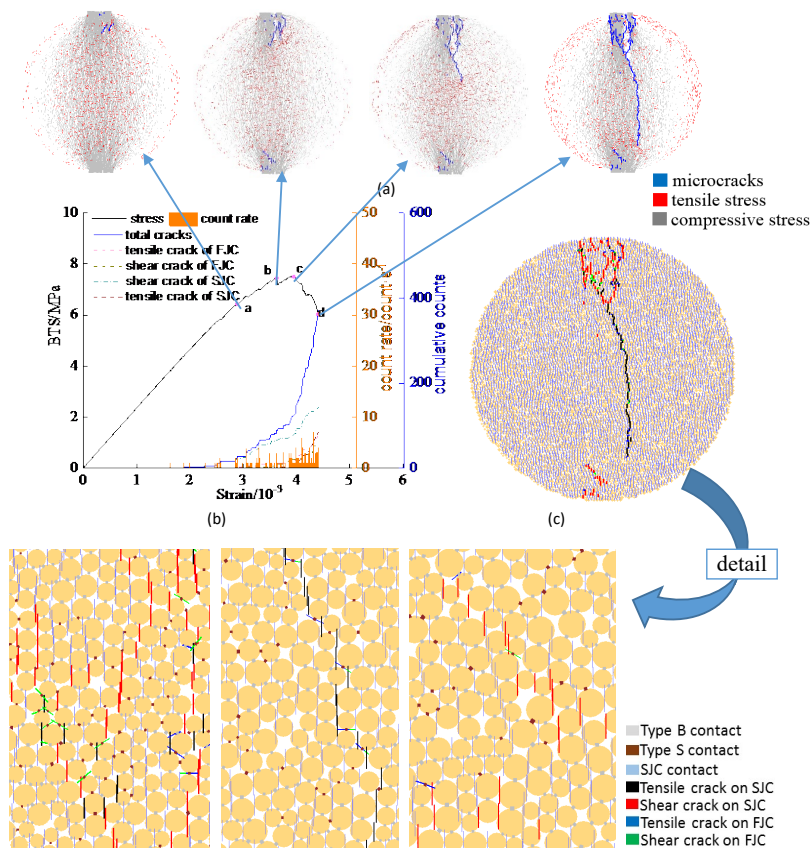 (a)
microcracks
tensile stress
compressive stress
10
8
6
4
2
0
BTS/MPa
stress
count rate
total cracks
tensile crack of FJC
shear crack of FJC
shear crack of SJC
tensile crack of SJC
a
b
c
d
50
40
30
20
10
0
600
400
200
0
cumulative counts
0
1
2
3
4
5
6
Strain/10⁻³
(b)
(c)
detail
Type B contact
Type S contact
SJC contact
Tensile crack on SJC
Shear crack on SJC
Tensile crack on FJC
Shear crack on FJC